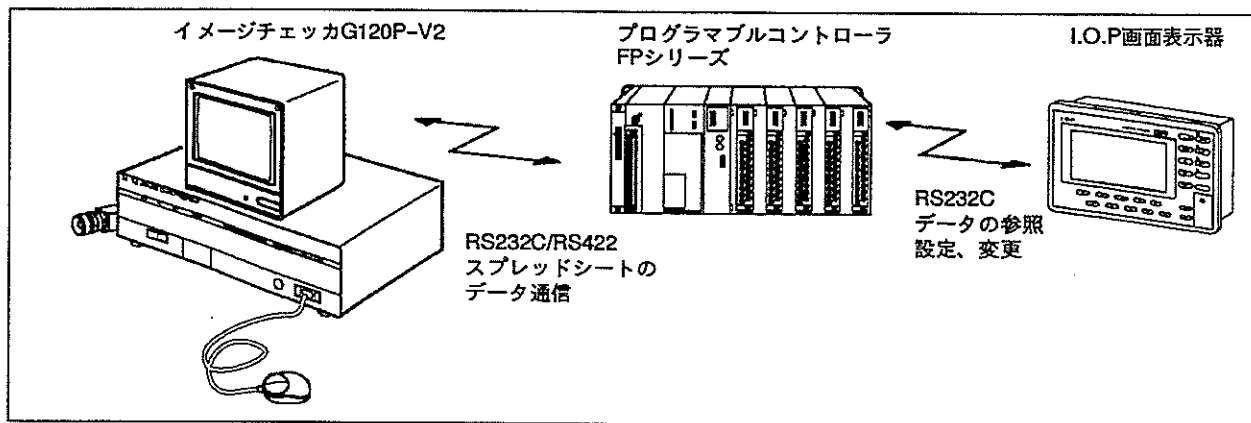 イメージチェッカG120P-V2
プログラマブルコントローラ
FPシリーズ
I.O.P画面表示器
RS232C/RS422
スプレッドシートの
データ通信
RS232C
データの参照
設定、変更